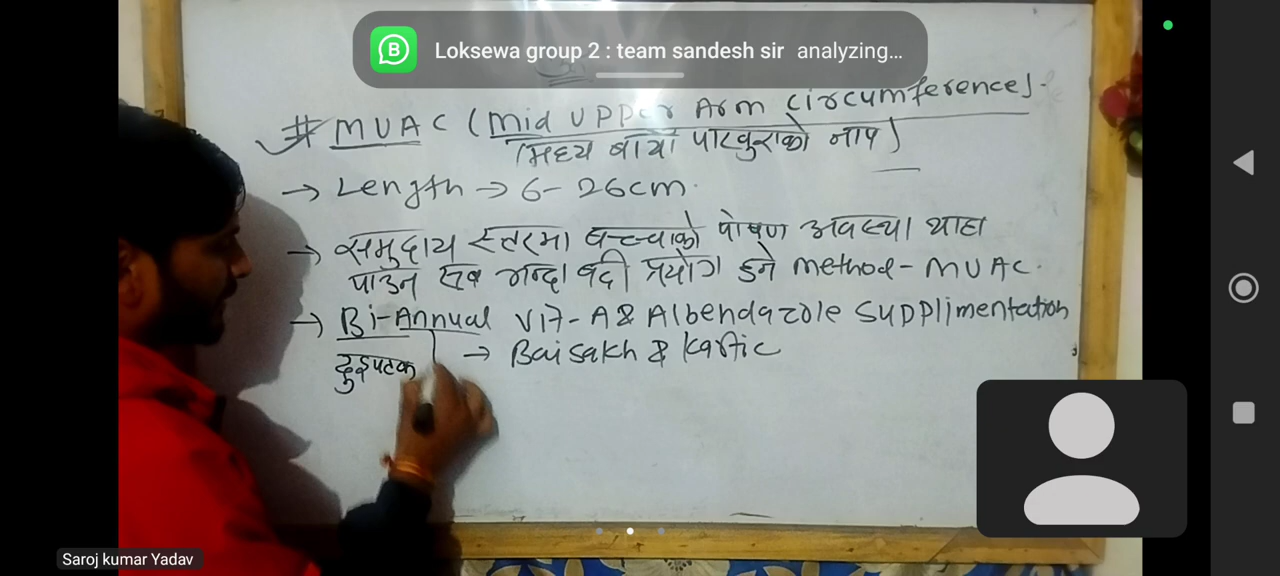 Loksewa group 2 : team sandesh sir analyzing...
# MUAC (Mid UPPer Arm Circumference)
(मध्य बायाँ पाखुराको नाप)
→ Length → 6-26cm.
→ समुदाय स्तरमा बच्चाको पोषण अवस्था थाहा
पाउन सब भन्दा बढी प्रयोग हुने Method - MUAC.
→ Bi-Annual Vit-A & Albendazole Supplimentation
दुईपटक → Baisakh & Kartic
Saroj kumar Yadav